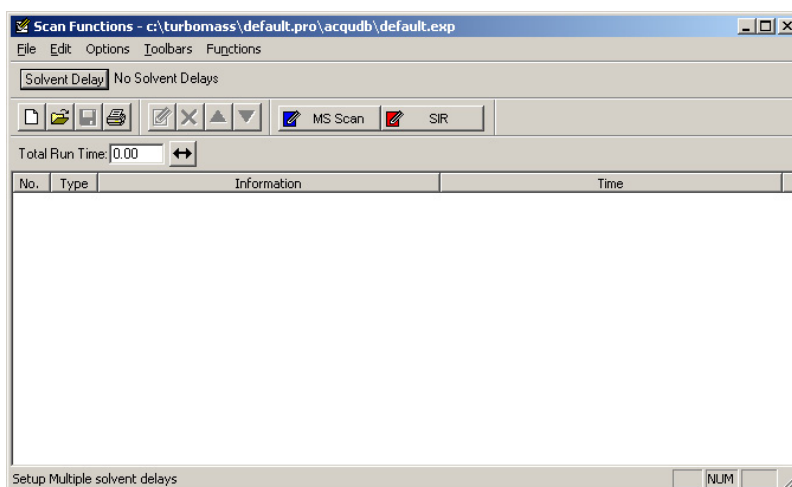 Scan Functions - c:\turbomass\default.pro\acqudb\default.exp
File Edit Options Toolbars Functions
Solvent Delay No Solvent Delays
MS Scan SIR
Total Run Time: 0.00
No. Type Information Time
Setup Multiple solvent delays NUM